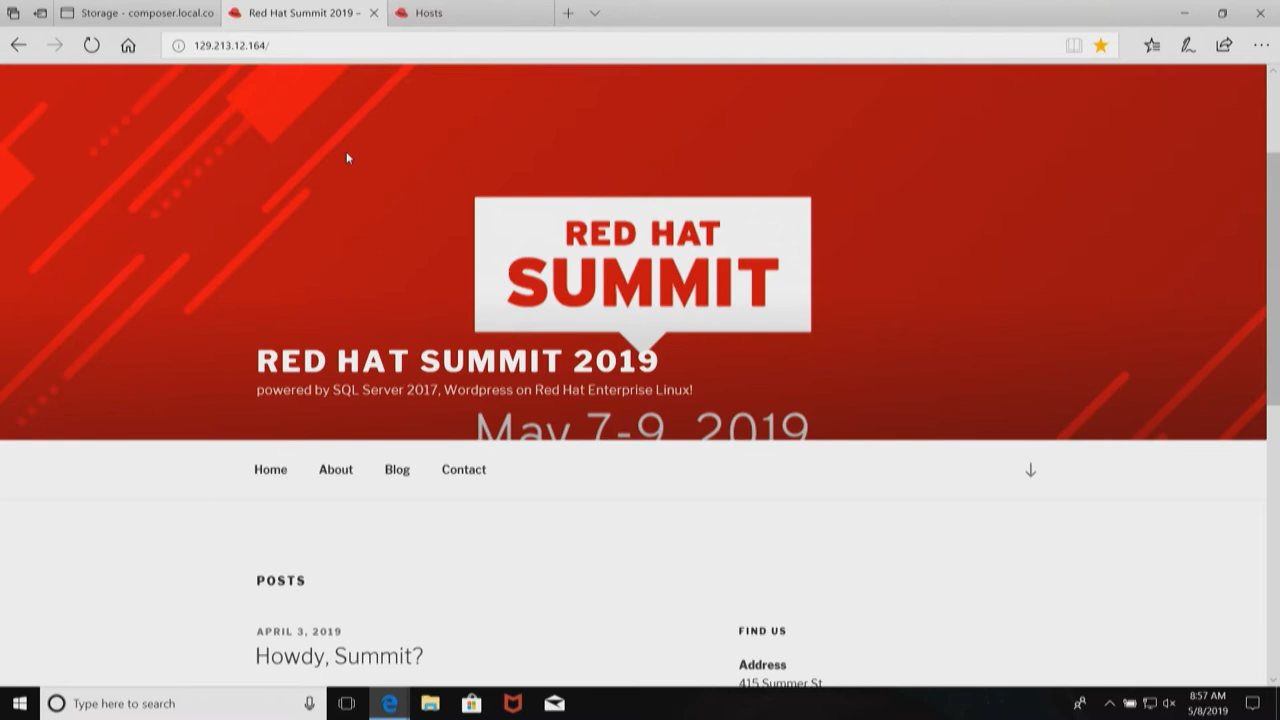 Storage - composer.local.co
Red Hat Summit 2019 –
Hosts
129.213.12.164/
RED HAT
SUMMIT
RED HAT SUMMIT 2019
powered by SQL Server 2017, Wordpress on Red Hat Enterprise Linux!
May 7-9, 2019
Home
About
Blog
Contact
POSTS
APRIL 3, 2019
Howdy, Summit?
FIND US
Address
415 Summer St
Type here to search
8:57 AM
5/8/2019